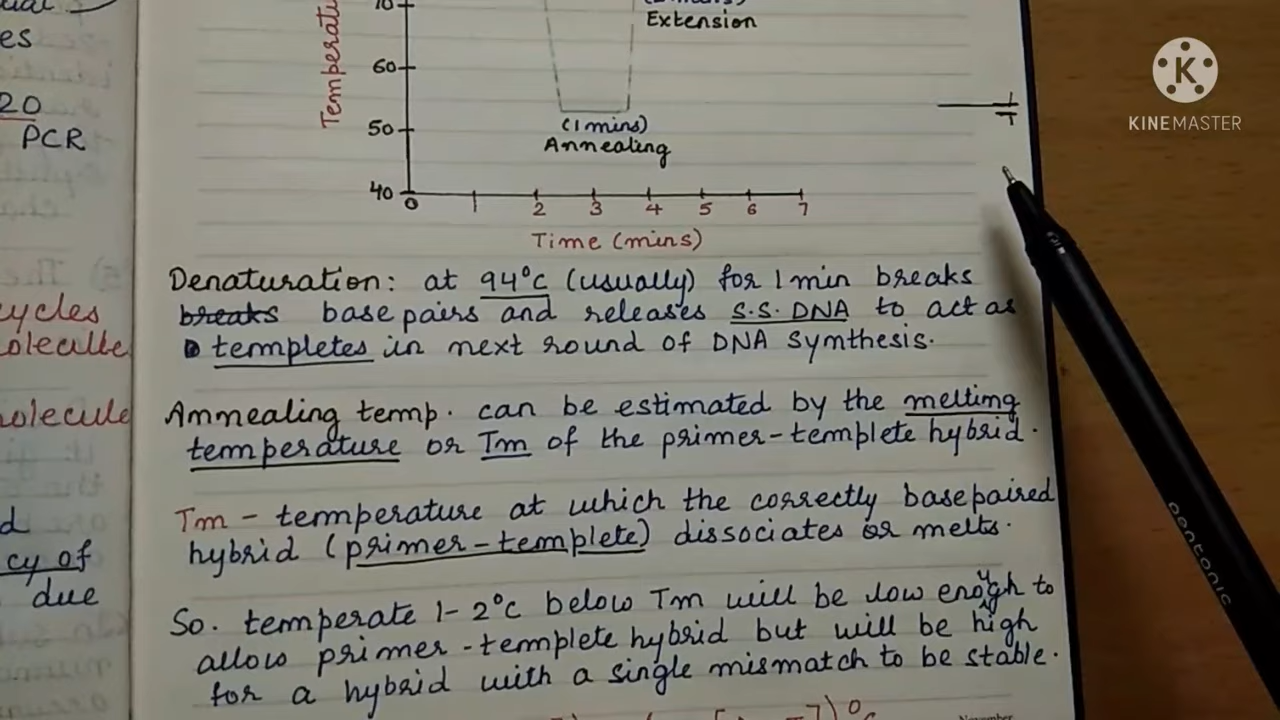 es
20
PCR
ycles
olecule
molecule
d
cy of
due
Temperatu
70
Extension
60
50
(1 mins)
Annealing
40
0 1 2 3 4 5 6 7
Time (mins)
K
KINEMASTER
Denaturation: at 94°C (usually) for 1 min breaks
breaks base pairs and releases S.S. DNA to act as
templetes in next round of DNA synthesis.
Annealing temp. can be estimated by the melting
temperature or Tm of the primer-templete hybrid.
Tm - temperature at which the correctly basepaired
hybrid (primer-templete) dissociates or melts.
So. temperate 1-2°C below Tm will be low enough to
allow primer-templete hybrid but will be high
for a hybrid with a single mismatch to be stable.
pentonic